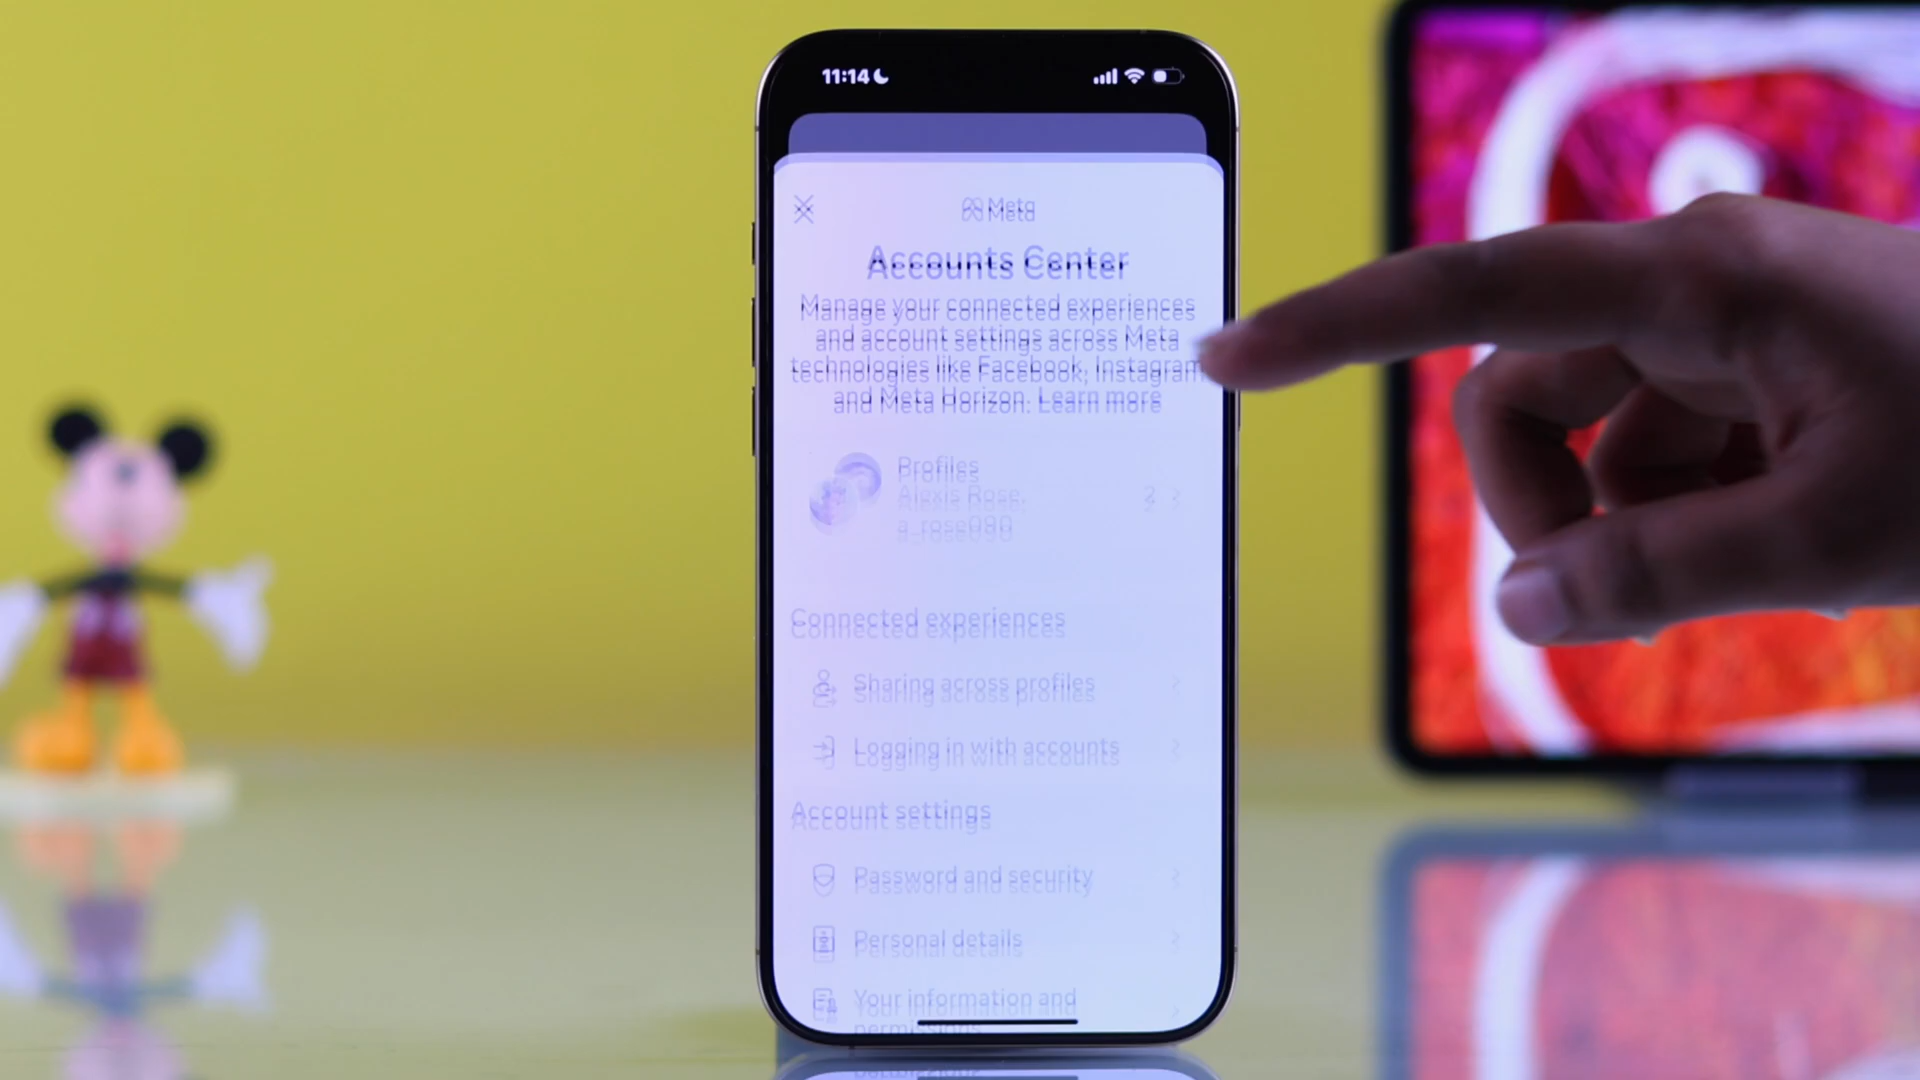 11:14
Meta
Accounts Center
Manage your connected experiences
and account settings across Meta
technologies like Facebook, Instagram
and Meta Horizon. Learn more
Profiles
Alexis Rose,
a_rose090
2
Connected experiences
Sharing across profiles
Logging in with accounts
Account settings
Password and security
Personal details
Your information and
permissions